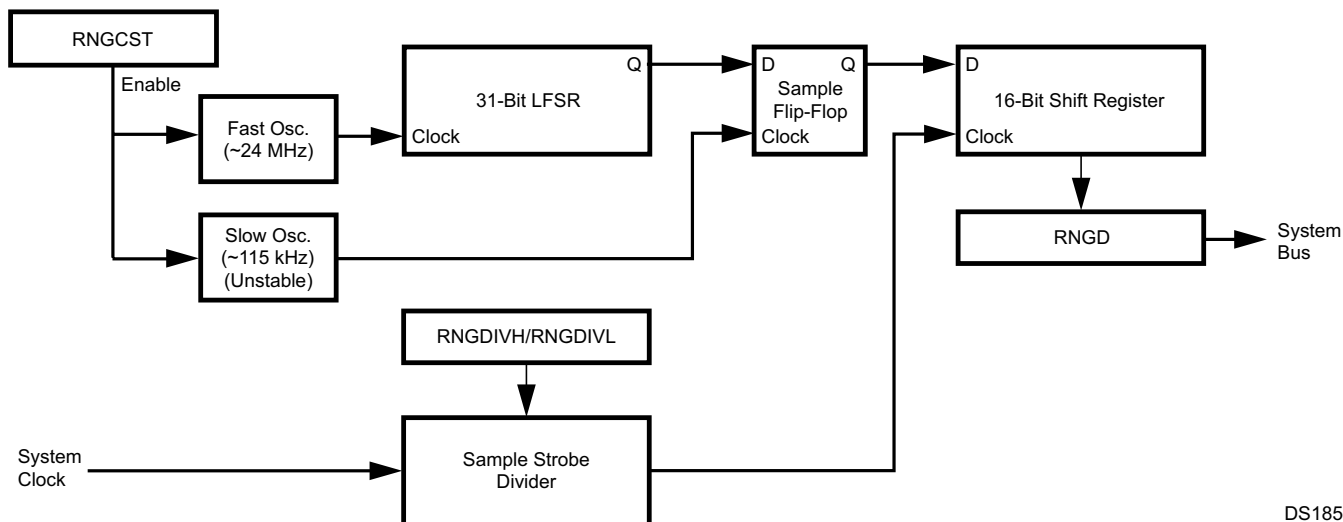 RNGCST
Enable
Fast Osc.
(~24 MHz)
Slow Osc.
(~115 kHz)
(Unstable)
Q
31-Bit LFSR
Clock
D Q
Sample
Flip-Flop
Clock
D
16-Bit Shift Register
Clock
RNGD
System
Bus
RNGDIVH/RNGDIVL
System
Clock
Sample Strobe
Divider
DS185